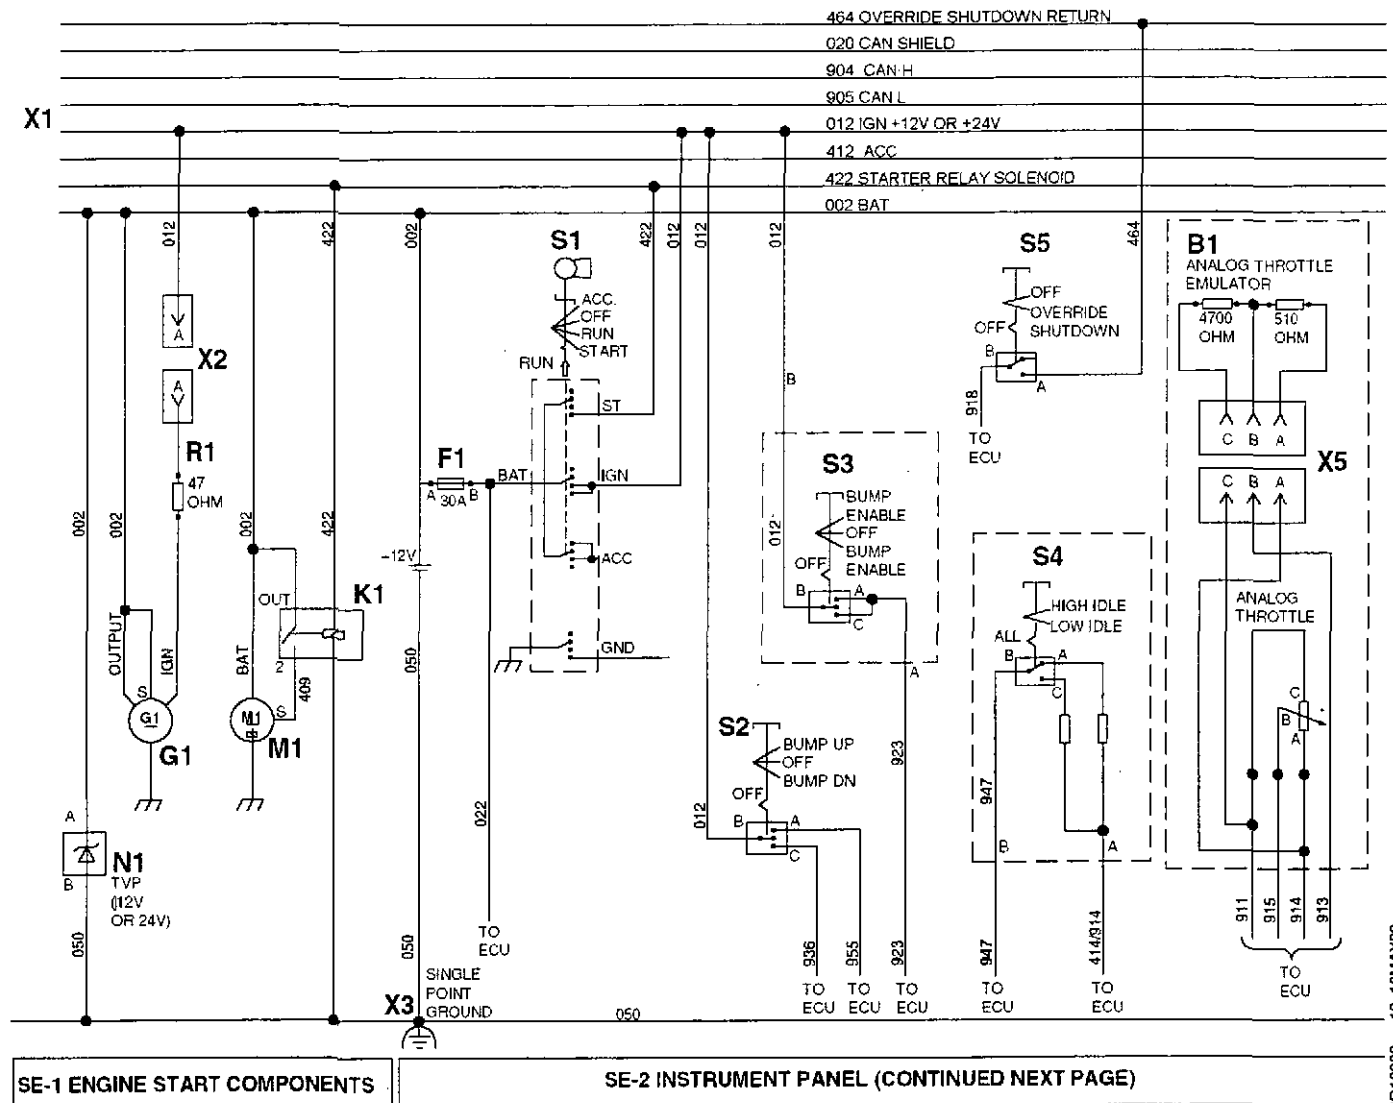 464 OVERRIDE SHUTDOWN RETURN
020 CAN SHIELD
904 CAN-H
905 CAN L
X1
012 IGN +12V OR +24V
412 ACC
422 STARTER RELAY SOLENOID
002 BAT
012
422
002
422
012
012
012
464
S1
ACC.
OFF
RUN
START
RUN
S5
OFF
OVERRIDE
SHUTDOWN
OFF
B
A
918
TO
ECU
B1
ANALOG THROTTLE
EMULATOR
4700
OHM
510
OHM
C B A
X5
C B A
A
X2
A
R1
47
OHM
F1
A
30A
B
BAT
ST
IGN
ACC
GND
B
S3
BUMP
ENABLE
OFF
BUMP
ENABLE
OFF
B
A
C
012
A
923
923
TO
ECU
002
002
002
422
-12V
K1
OUT
2
409
OUTPUT
IGN
BAT
S
G1
G1
S
M1
M1
050
022
TO
ECU
S4
HIGH IDLE
LOW IDLE
ALL
B
A
C
947
B
A
947
TO
ECU
414/914
TO
ECU
ANALOG
THROTTLE
C
B
A
911
915
914
913
TO
ECU
S2
BUMP UP
OFF
BUMP DN
OFF
012
B
A
C
936
TO
ECU
955
TO
ECU
A
N1
B
TVP
(12V
OR 24V)
050
050
X3
SINGLE
POINT
GROUND
050
SE-1 ENGINE START COMPONENTS
SE-2 INSTRUMENT PANEL (CONTINUED NEXT PAGE)